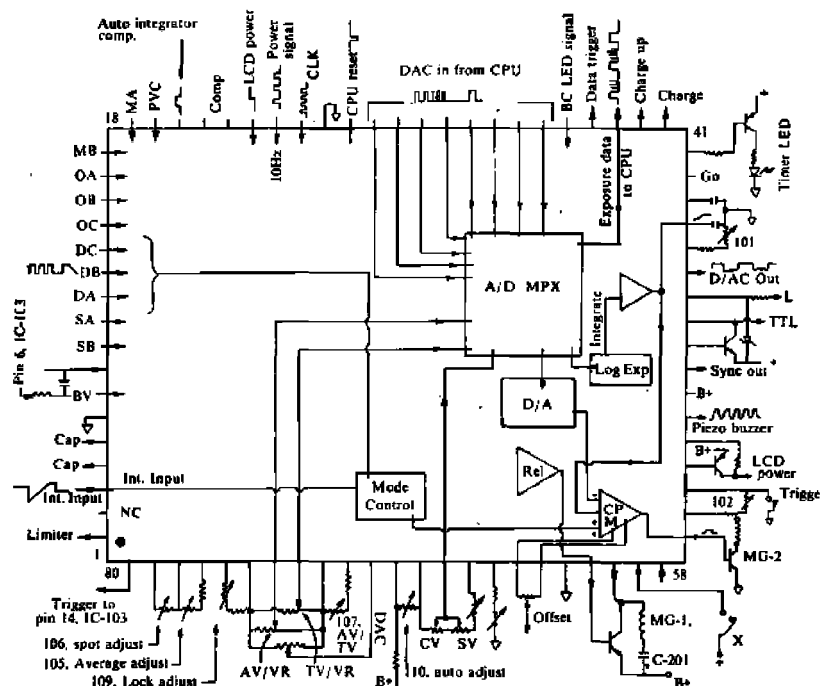 Auto integrator
comp.
MA
PVC
Comp
LCD power
Power
signal
10Hz
CLK
CPU reset
DAC in from CPU
BC LED signal
Data trigger
Exposure data
to CPU
Charge up
Charge
18
41
MB
OA
OB
OC
DC
DB
DA
SA
SB
Pin 6, IC-1C3
BV
Cap
Cap
Int. Input
Int. Input
NC
Limiter
1
80
58
Timer LED
Go
101
D/AC Out
L
TTL
Sync out
B+
Piezo buzzer
B+
LCD
power
102
Trigge
MG-2
A/D MPX
Integrate
Log Exp
D/A
Rel
CP
M
Mode
Control
Trigger to
pin 14, IC-103
106, spot adjust
105, Average adjust
109, Lock adjust
AV/VR
TV/VR
107,
AV/
TV
DAC
B+
10, auto adjust
CV
SV
Offset
MG-1,
C-201
B+
X